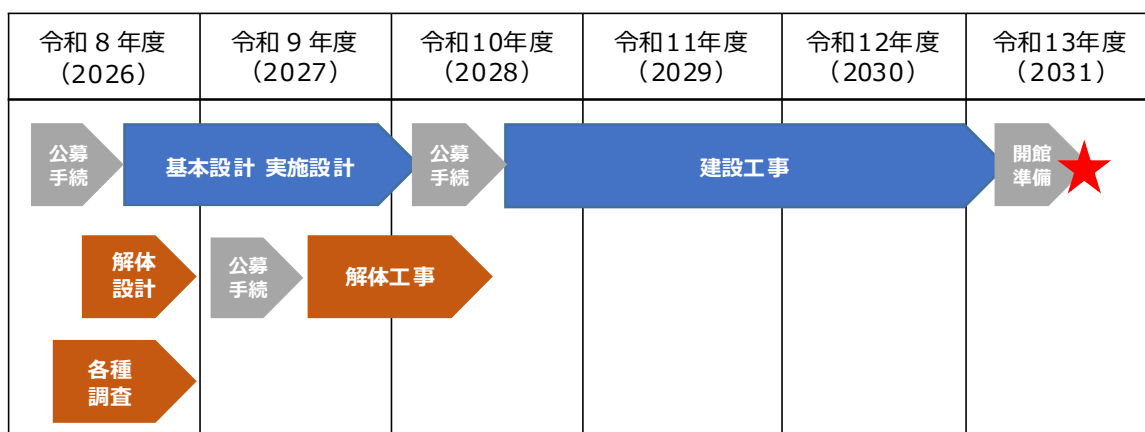 令和８年度
（2026）
令和９年度
（2027）
令和10年度
（2028）
令和11年度
（2029）
令和12年度
（2030）
令和13年度
（2031）
公募
手続
基本設計 実施設計
公募
手続
建設工事
開館
準備
解体
設計
公募
手続
解体工事
各種
調査